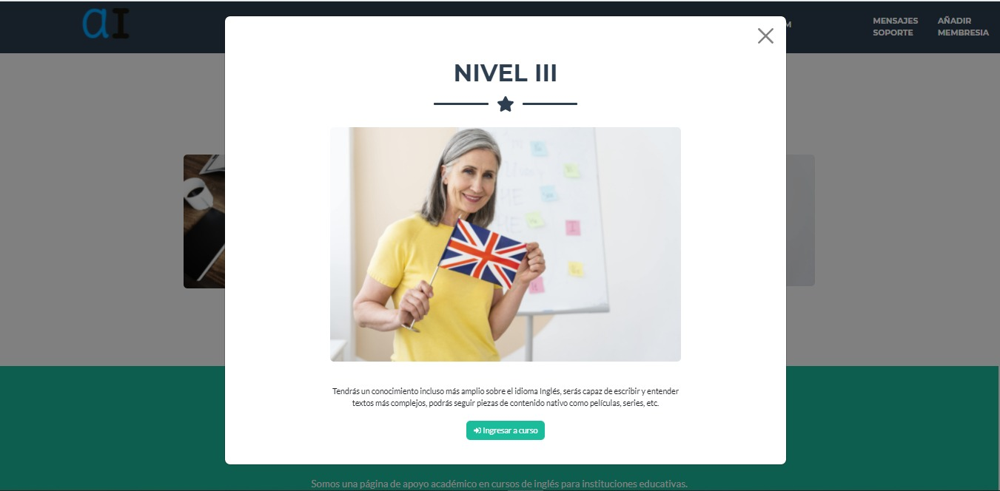 aI
MENSAJES
SOPORTE
AÑADIR
MEMBRESIA
NIVEL III
Tendrás un conocimiento incluso más amplio sobre el idioma Inglés, serás capaz de escribir y entender
textos más complejos, podrás seguir piezas de contenido nativo como películas, series, etc.
Ingresar a curso
Somos una página de apoyo académico en cursos de inglés para instituciones educativas.